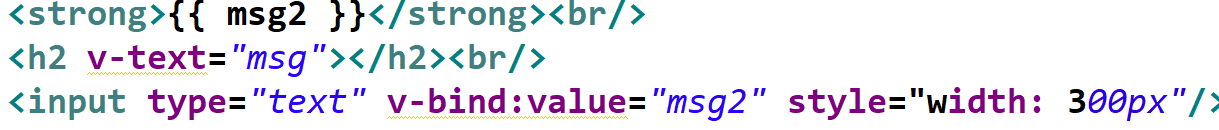 <strong>{{ msg2 }}</strong><br/>
<h2 v-text="msg"></h2><br/>
<input type="text" v-bind:value="msg2" style="width: 300px"/>